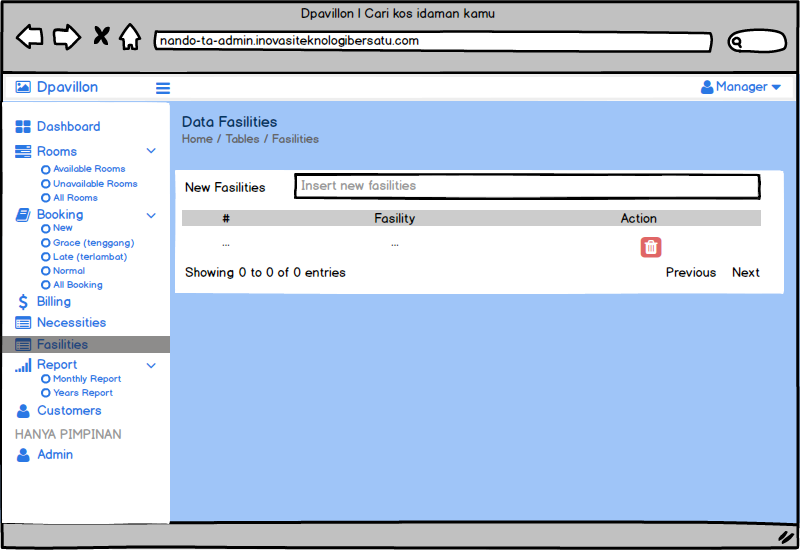 Dpavillon | Cari kos idaman kamu
nando-ta-admin.inovasiteknologibersatu.com
Dpavillon
Manager
Dashboard
Rooms
Available Rooms
Unavailable Rooms
All Rooms
Booking
New
Grace (tenggang)
Late (terlambat)
Normal
All Booking
Billing
Necessities
Fasilities
Report
Monthly Report
Years Report
Customers
HANYA PIMPINAN
Admin
Data Fasilities
Home / Tables / Fasilities
New Fasilities Insert new fasilities
# Fasility Action
... ...
Showing 0 to 0 of 0 entries Previous Next